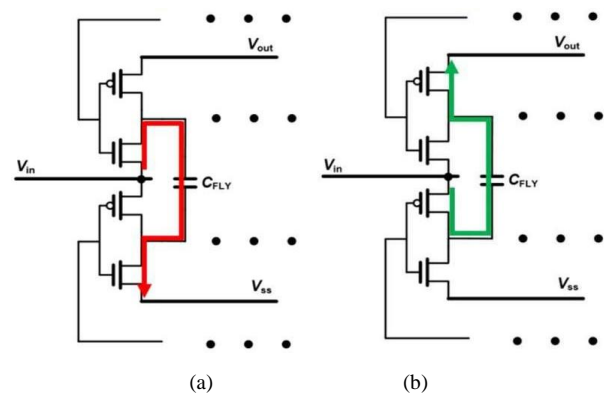 V_out
V_in
C_FLY
V_ss
(a)
V_out
V_in
C_FLY
V_ss
(b)